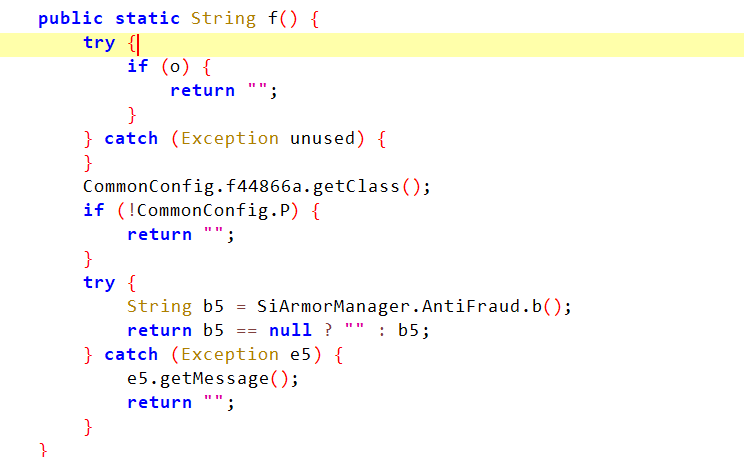 public static String f() {
try {
if (o) {
return "";
}
} catch (Exception unused) {
}
CommonConfig.f44866a.getClass();
if (!CommonConfig.P) {
return "";
}
try {
String b5 = SiArmorManager.AntiFraud.b();
return b5 == null ? "" : b5;
} catch (Exception e5) {
e5.getMessage();
return "";
}
}